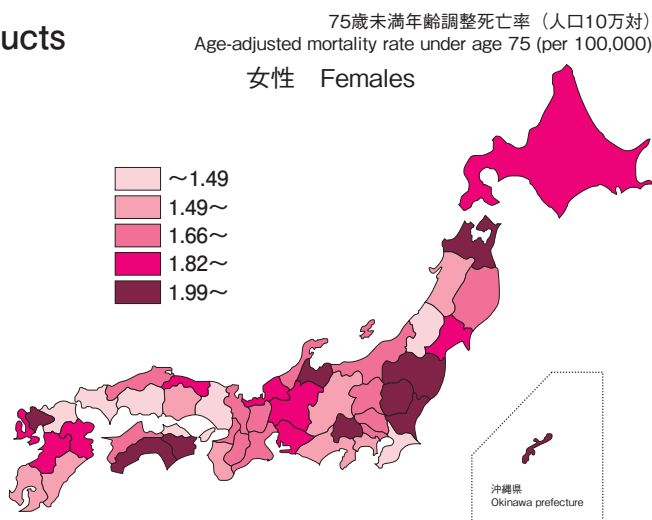 ucts
75歳未満年齢調整死亡率（人口10万対）
Age-adjusted mortality rate under age 75 (per 100,000)
女性　Females
～1.49
1.49～
1.66～
1.82～
1.99～
沖縄県
Okinawa prefecture